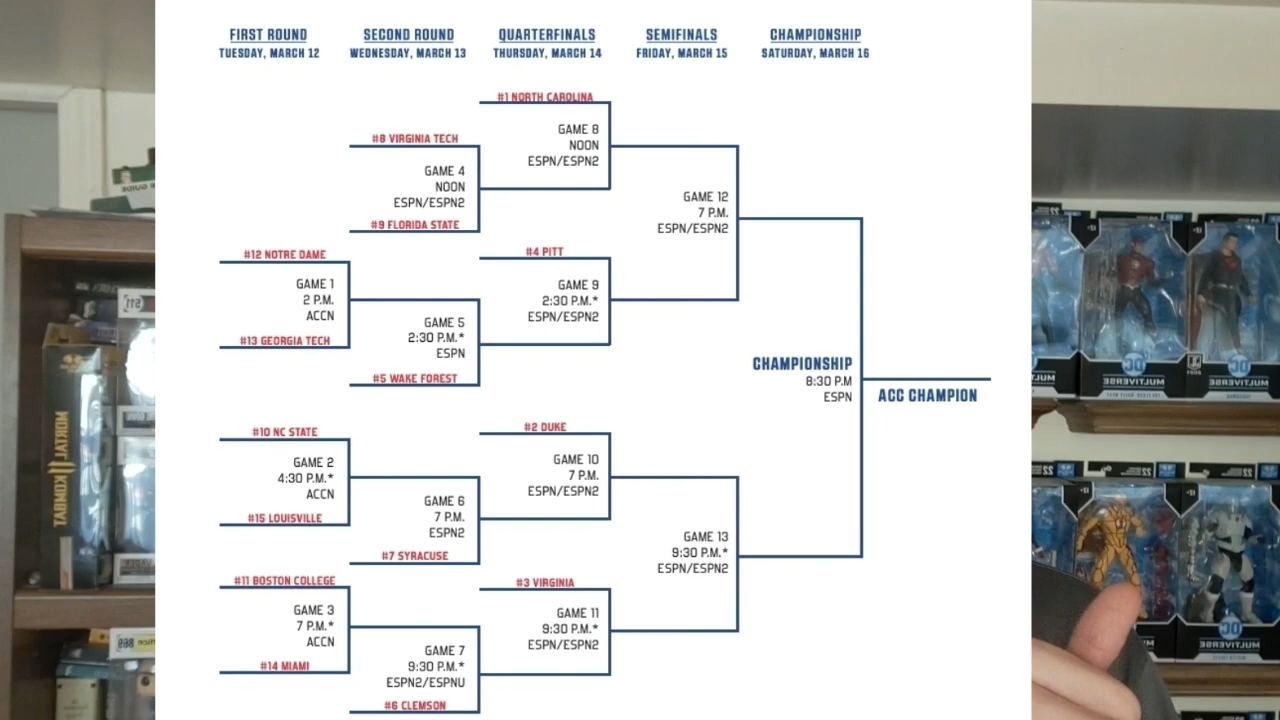 FIRST ROUND
TUESDAY, MARCH 12
SECOND ROUND
WEDNESDAY, MARCH 13
QUARTERFINALS
THURSDAY, MARCH 14
SEMIFINALS
FRIDAY, MARCH 15
CHAMPIONSHIP
SATURDAY, MARCH 16
#12 NOTRE DAME
GAME 1
2 P.M.
ACCN
#13 GEORGIA TECH
#10 NC STATE
GAME 2
4:30 P.M.*
ACCN
#15 LOUISVILLE
#11 BOSTON COLLEGE
GAME 3
7 P.M.*
ACCN
#14 MIAMI
#8 VIRGINIA TECH
GAME 4
NOON
ESPN/ESPN2
#9 FLORIDA STATE
GAME 5
2:30 P.M.*
ESPN
#5 WAKE FOREST
GAME 6
7 P.M.
ESPN2
#7 SYRACUSE
GAME 7
9:30 P.M.*
ESPN2/ESPNU
#6 CLEMSON
#1 NORTH CAROLINA
GAME 8
NOON
ESPN/ESPN2
#4 PITT
GAME 9
2:30 P.M.*
ESPN/ESPN2
#2 DUKE
GAME 10
7 P.M.
ESPN/ESPN2
#3 VIRGINIA
GAME 11
9:30 P.M.*
ESPN/ESPN2
GAME 12
7 P.M.
ESPN/ESPN2
GAME 13
9:30 P.M.*
ESPN/ESPN2
CHAMPIONSHIP
8:30 P.M
ESPN
ACC CHAMPION
MORTAL KOMBAT
GUIDE
869
DC
MULTIVERSE
DC
MULTIVERSE
DC
MULTIVERSE